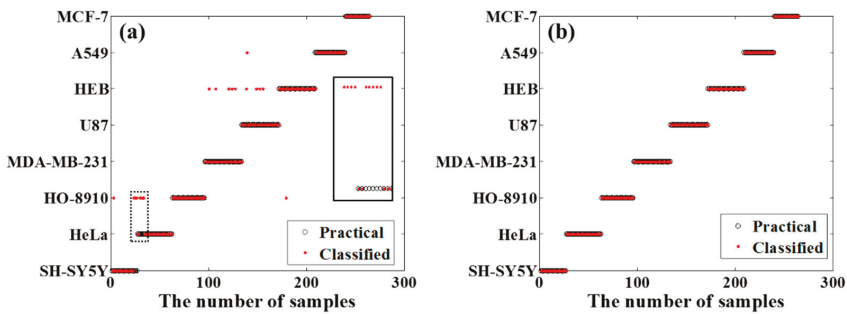 (a)
MCF-7
A549
HEB
U87
MDA-MB-231
HO-8910
HeLa
SH-SY5Y
Practical
Classified
0
100
200
300
The number of samples
(b)
MCF-7
A549
HEB
U87
MDA-MB-231
HO-8910
HeLa
SH-SY5Y
Practical
Classified
0
100
200
300
The number of samples